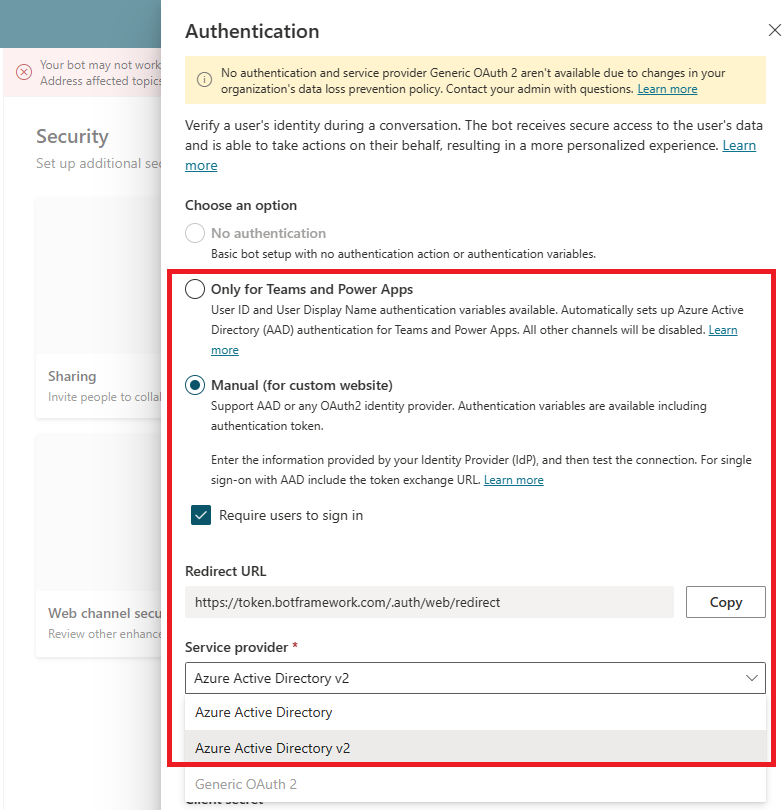 Authentication
Your bot may not work
Address affected topics
No authentication and service provider Generic OAuth 2 aren't available due to changes in your
organization's data loss prevention policy. Contact your admin with questions. Learn more
Security
Set up additional
Verify a user's identity during a conversation. The bot receives secure access to the user's data
and is able to take actions on their behalf, resulting in a more personalized experience. Learn
more
Choose an option
No authentication
Basic bot setup with no authentication action or authentication variables.
Only for Teams and Power Apps
User ID and User Display Name authentication variables available. Automatically sets up Azure Active
Directory (AAD) authentication for Teams and Power Apps. All other channels will be disabled. Learn
more
Sharing
Invite people to
Manual (for custom website)
Support AAD or any OAuth2 identity provider. Authentication variables are available including
authentication token.
Enter the information provided by your Identity Provider (IdP), and then test the connection. For single
sign-on with AAD include the token exchange URL. Learn more
Require users to sign in
Redirect URL
https://token.botframework.com/.auth/web/redirect
Copy
Web channel
Review other
Service provider *
Azure Active Directory v2
Azure Active Directory
Azure Active Directory v2
Generic OAuth 2
Client secret